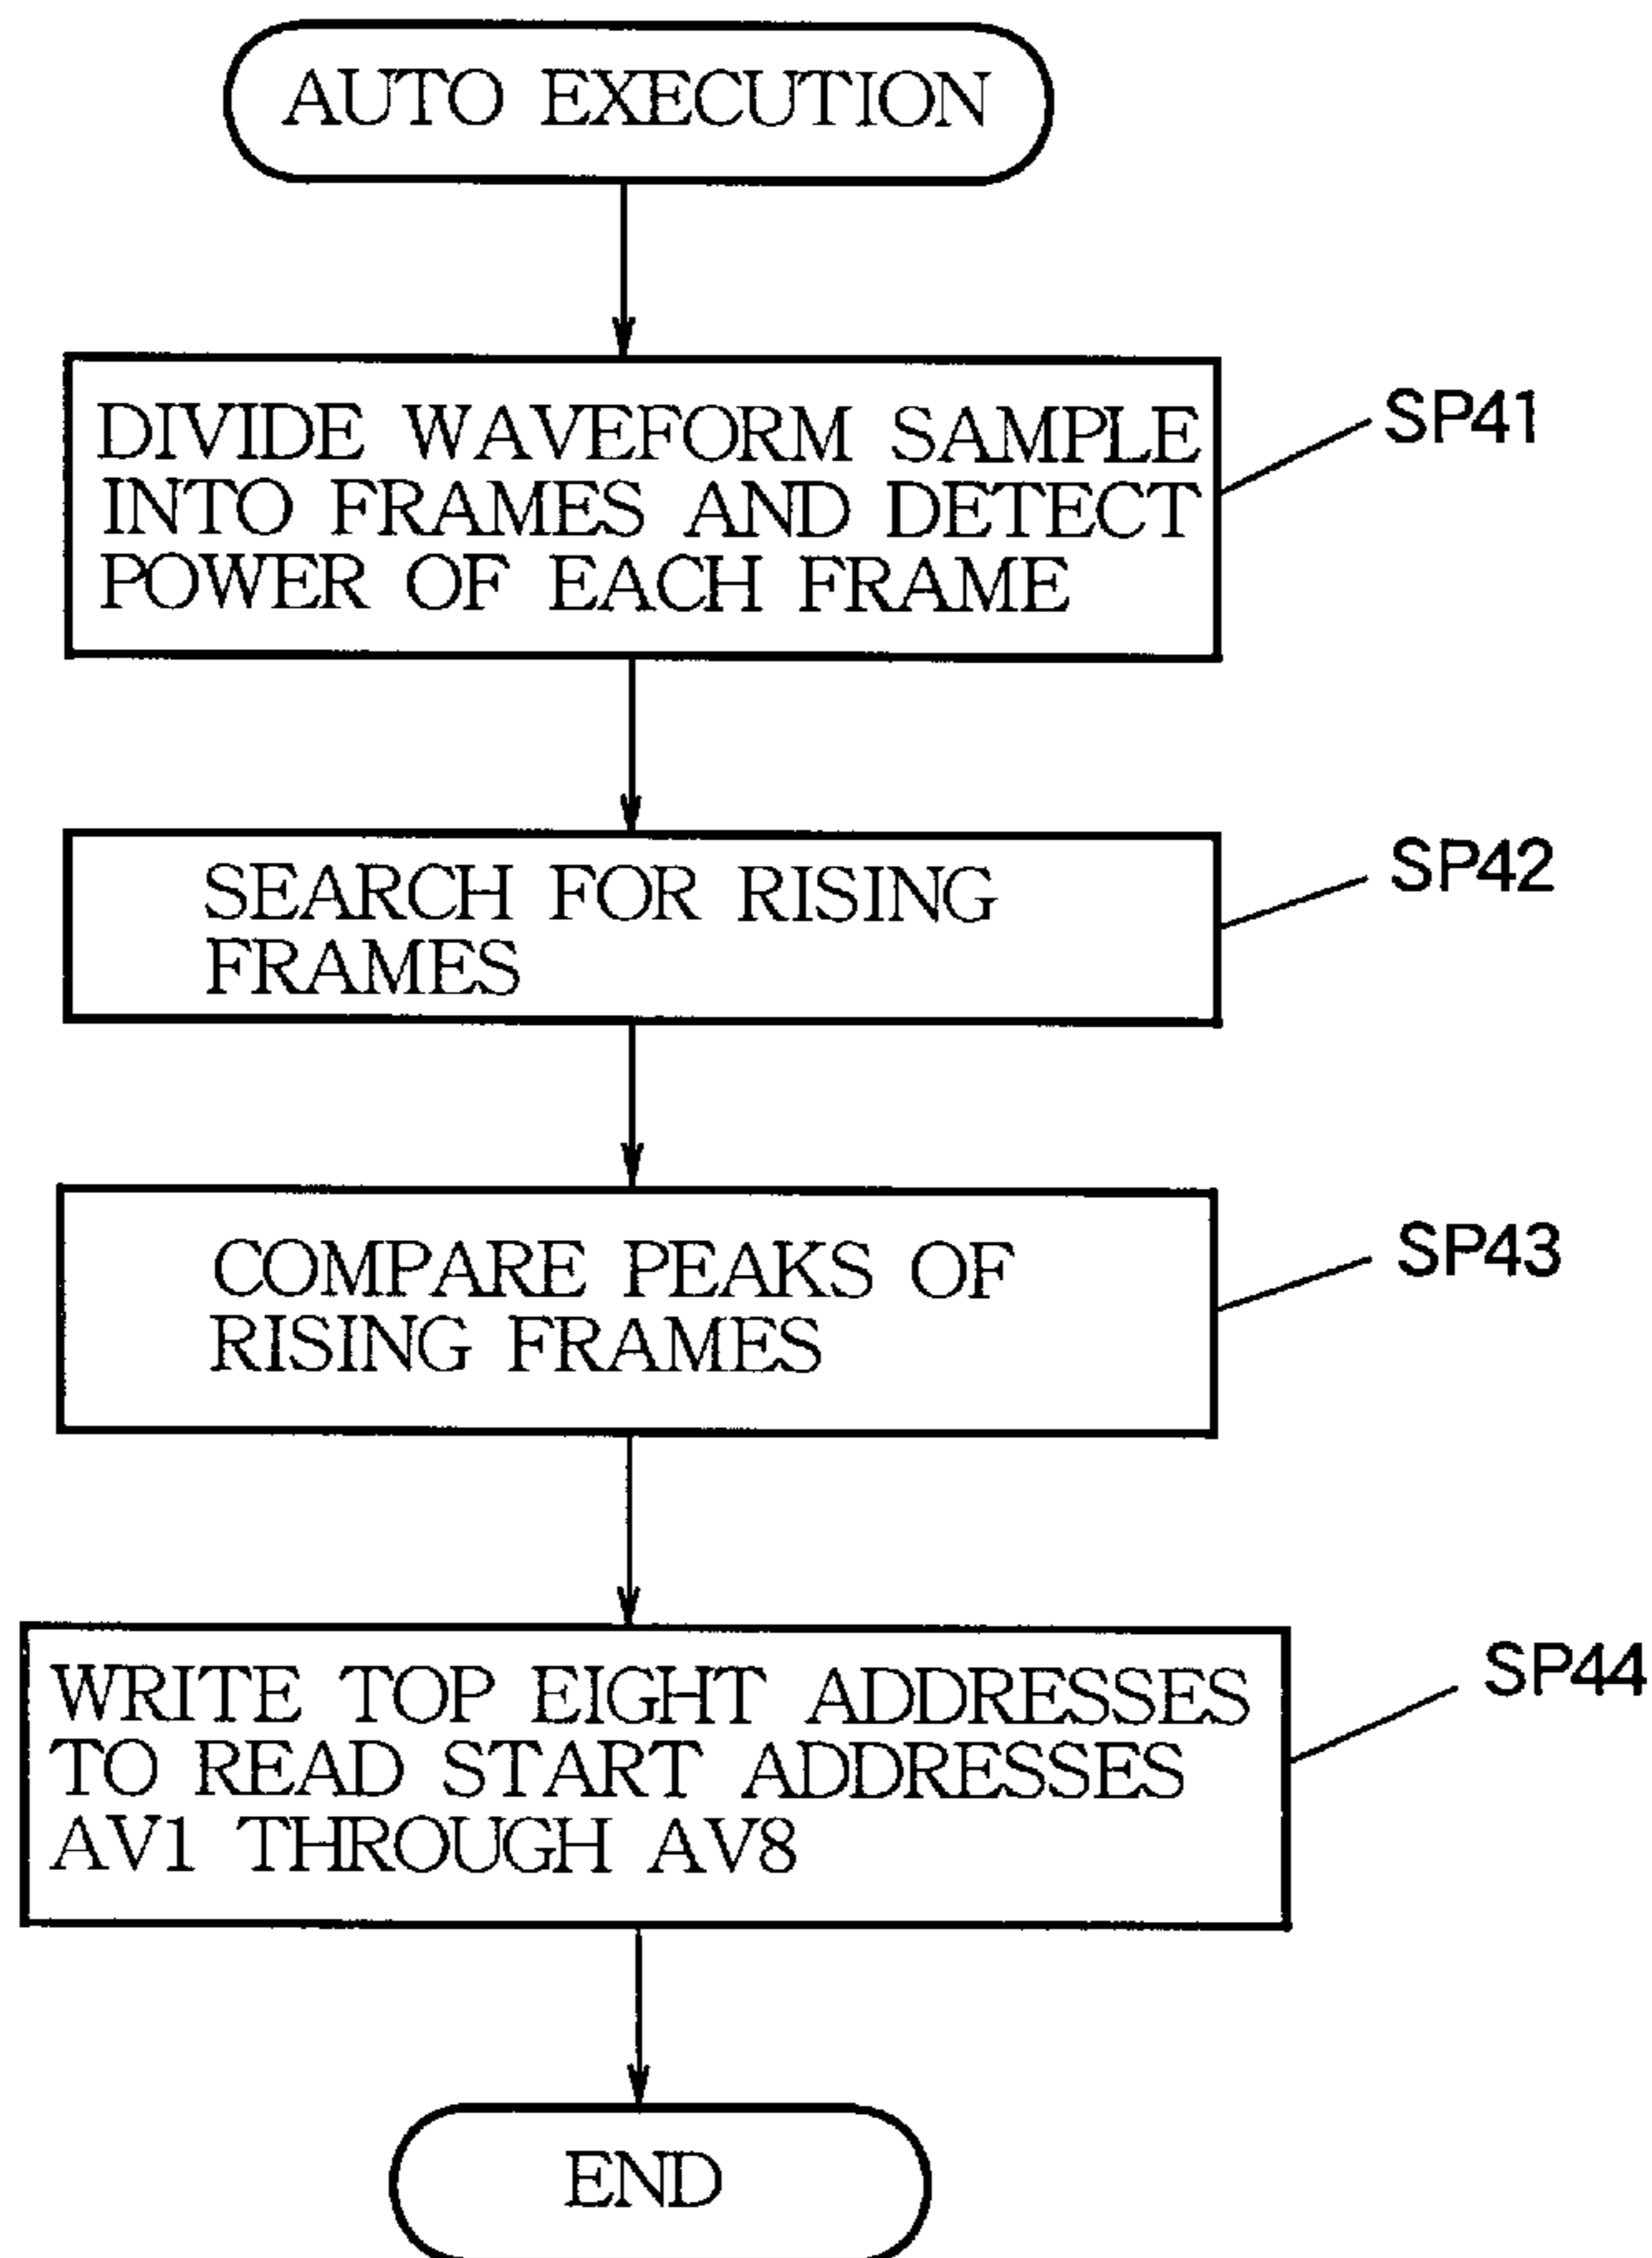 AUTO EXECUTION
DIVIDE WAVEFORM SAMPLE
INTO FRAMES AND DETECT
POWER OF EACH FRAME
SP41
SEARCH FOR RISING
FRAMES
SP42
COMPARE PEAKS OF
RISING FRAMES
SP43
WRITE TOP EIGHT ADDRESSES
TO READ START ADDRESSES
AV1 THROUGH AV8
SP44
END